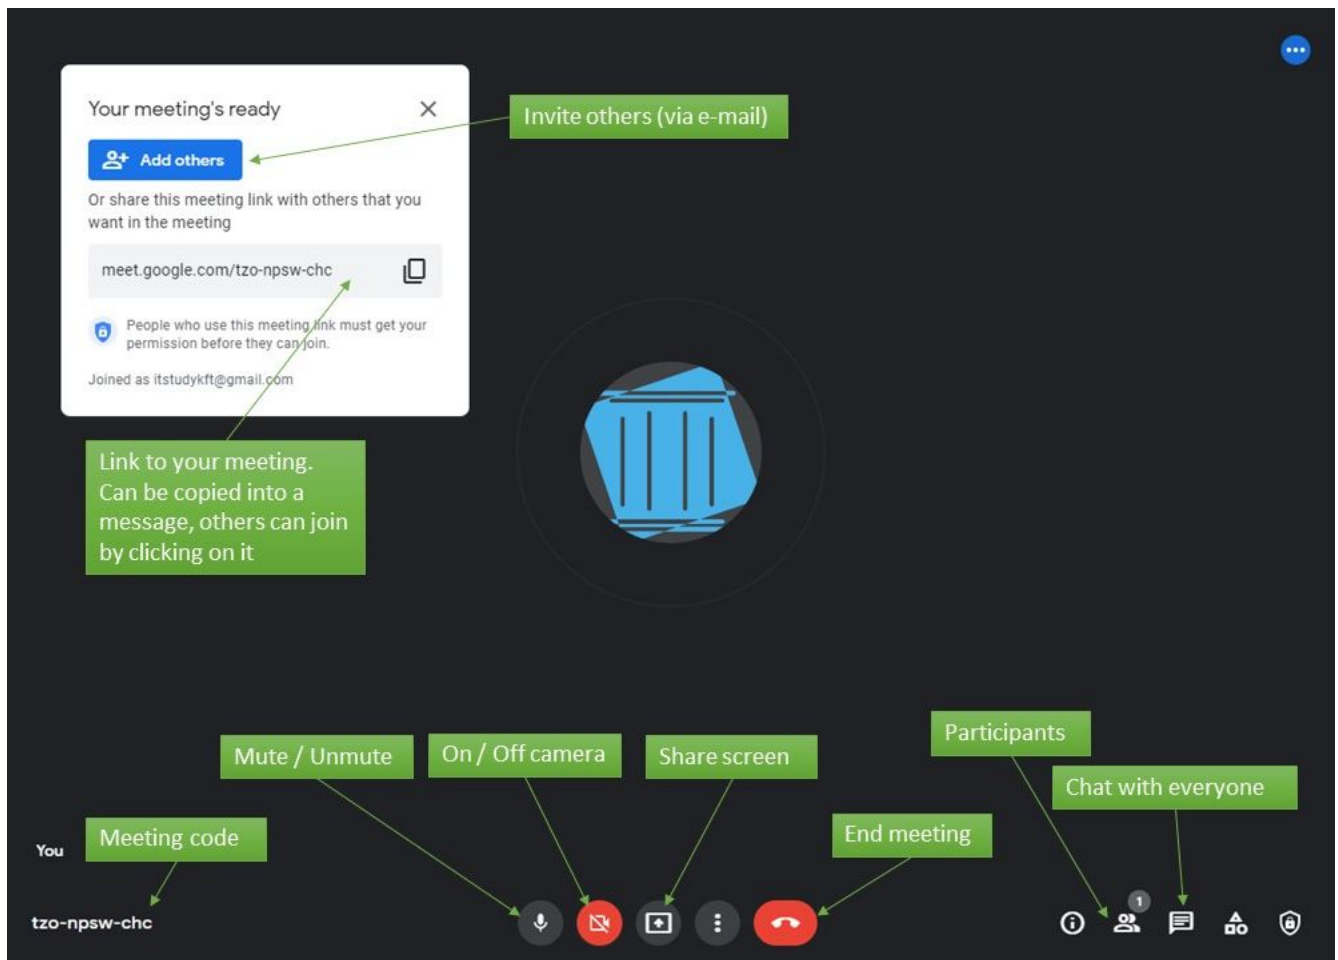 Your meeting's ready
Invite others (via e-mail)
Add others
Or share this meeting link with others that you
want in the meeting
meet.google.com/tzo-npsw-chc
People who use this meeting link must get your
permission before they can join.
Joined as itstudykft@gmail.com
Link to your meeting.
Can be copied into a
message, others can join
by clicking on it
Participants
Mute / Unmute
On / Off camera
Share screen
Chat with everyone
Meeting code
End meeting
You
1
tzo-npsw-chc